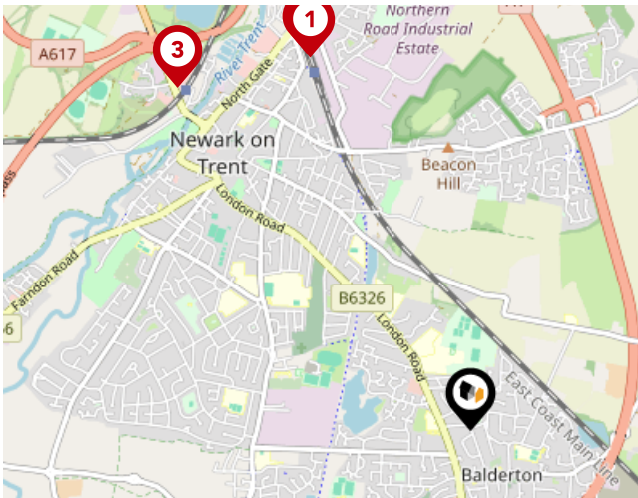 1
Northern
Road Industrial
Estate
A617
3
River Trent
North Gate
Newark on
Trent
Beacon
Hill
London Road
Farndon Road
B6326
London Road
East Coast Main Line
Balderton